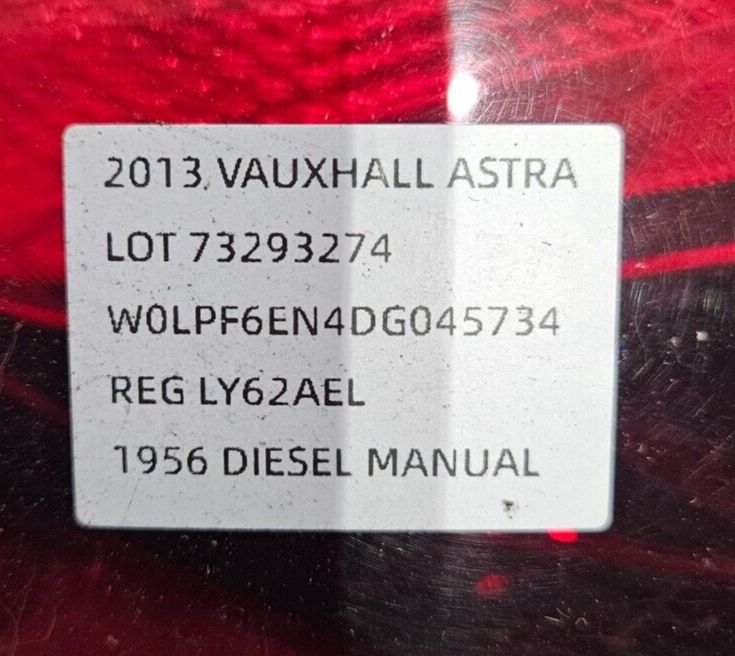 2013 VAUXHALL ASTRA
LOT 73293274
W0LPF6EN4DG045734
REG LY62AEL
1956 DIESEL MANUAL